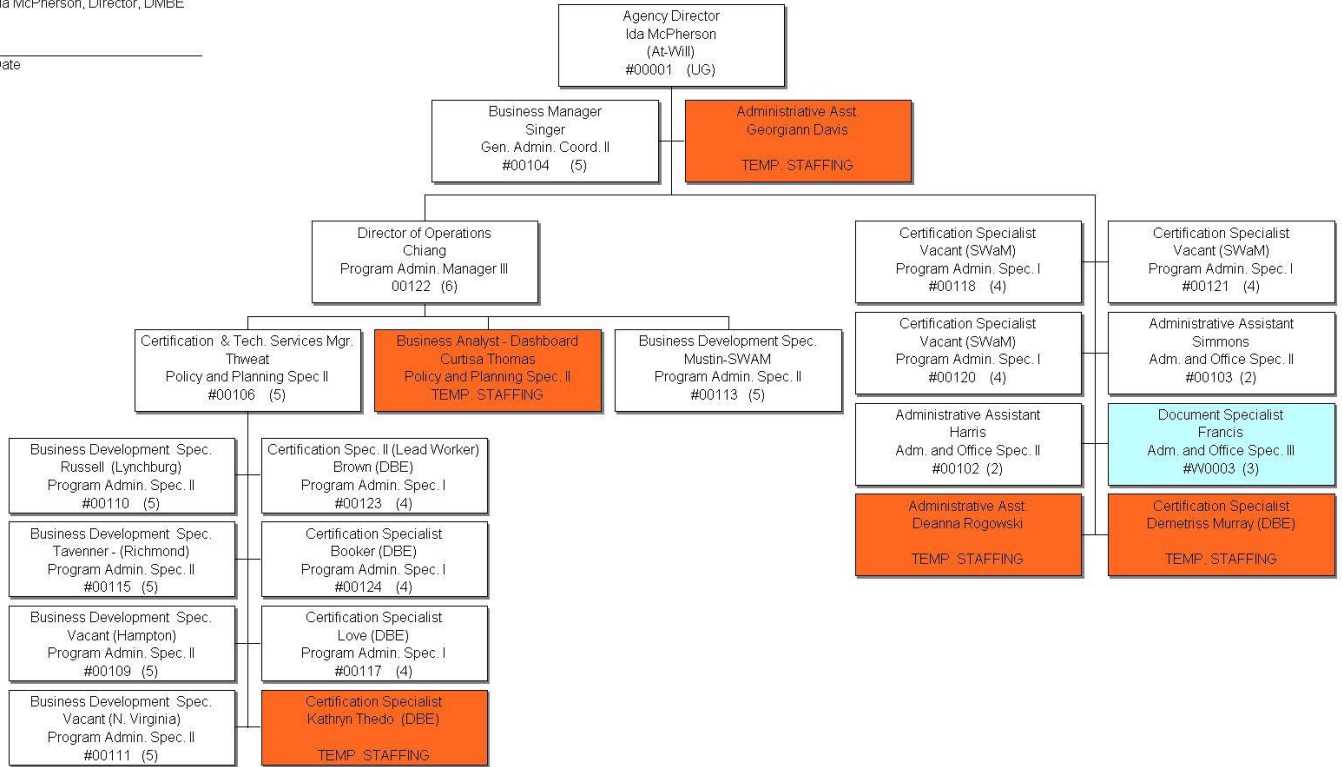 McPherson, Director, DMBE
Agency Director
Ida McPherson
(At-Will)
#00001 (UG)
Business Manager
Singer
Gen. Admin. Coord. II
#00104 (5)
Administriative Asst.
Georgiann Davis
TEMP. STAFFING
Director of Operations
Chiang
Program Admin. Manager III
00122 (6)
Certification Specialist
Vacant (SWaM)
Program Admin. Spec. I
#00118 (4)
Certification Specialist
Vacant (SWaM)
Program Admin. Spec. I
#00121 (4)
Certification & Tech. Services Mgr.
Thweat
Policy and Planning Spec II
#00106 (5)
Business Analyst - Dashboard
Curtisa Thomas
Policy and Planning Spec. II
TEMP. STAFFING
Business Development Spec.
Mustin-SWAM
Program Admin. Spec. II
#00113 (5)
Certification Specialist
Vacant (SWaM)
Program Admin. Spec. I
#00120 (4)
Administrative Assistant
Simmons
Adm. and Office Spec. II
#00103 (2)
Administrative Assistant
Harris
Adm. and Office Spec. II
#00102 (2)
Document Specialist
Francis
Adm. and Office Spec. III
#W0003 (3)
Administrative Asst.
Deanna Rogowski
TEMP. STAFFING
Certification Specialist
Demetriss Murray (DBE)
TEMP. STAFFING
Business Development Spec.
Russell (Lynchburg)
Program Admin. Spec. II
#00110 (5)
Certification Spec. II (Lead Worker)
Brown (DBE)
Program Admin. Spec. I
#00123 (4)
Business Development Spec.
Tavenner - (Richmond)
Program Admin. Spec. II
#00115 (5)
Certification Specialist
Booker (DBE)
Program Admin. Spec. I
#00124 (4)
Business Development Spec.
Vacant (Hampton)
Program Admin. Spec. II
#00109 (5)
Certification Specialist
Love (DBE)
Program Admin. Spec. I
#00117 (4)
Business Development Spec.
Vacant (N. Virginia)
Program Admin. Spec. II
#00111 (5)
Certification Specialist
Kathryn Thedo (DBE)
TEMP. STAFFING